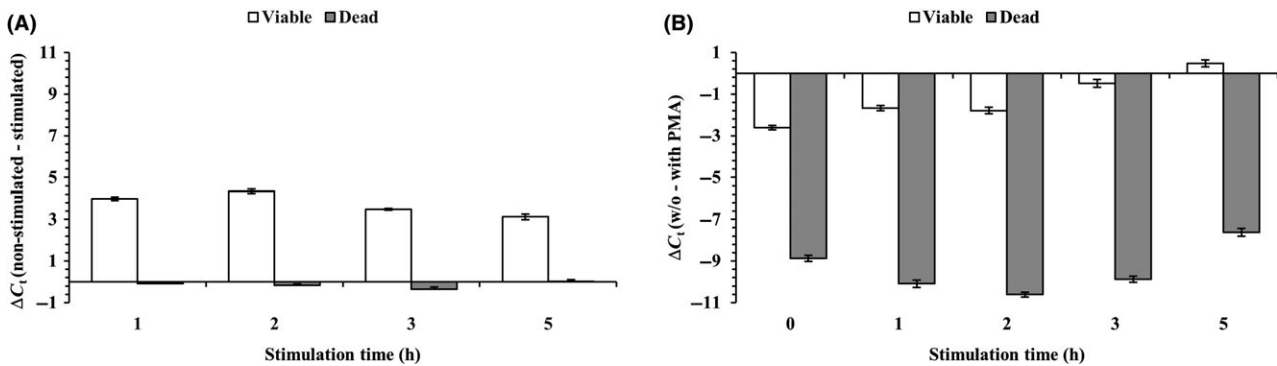 (A)
Viable Dead
ΔCt (non-stimulated - stimulated)
11
9
7
5
3
1
–1
1 2 3 5
Stimulation time (h)
(B)
Viable Dead
ΔCt (w/o - with PMA)
1
–1
–3
–5
–7
–9
–11
0 1 2 3 5
Stimulation time (h)